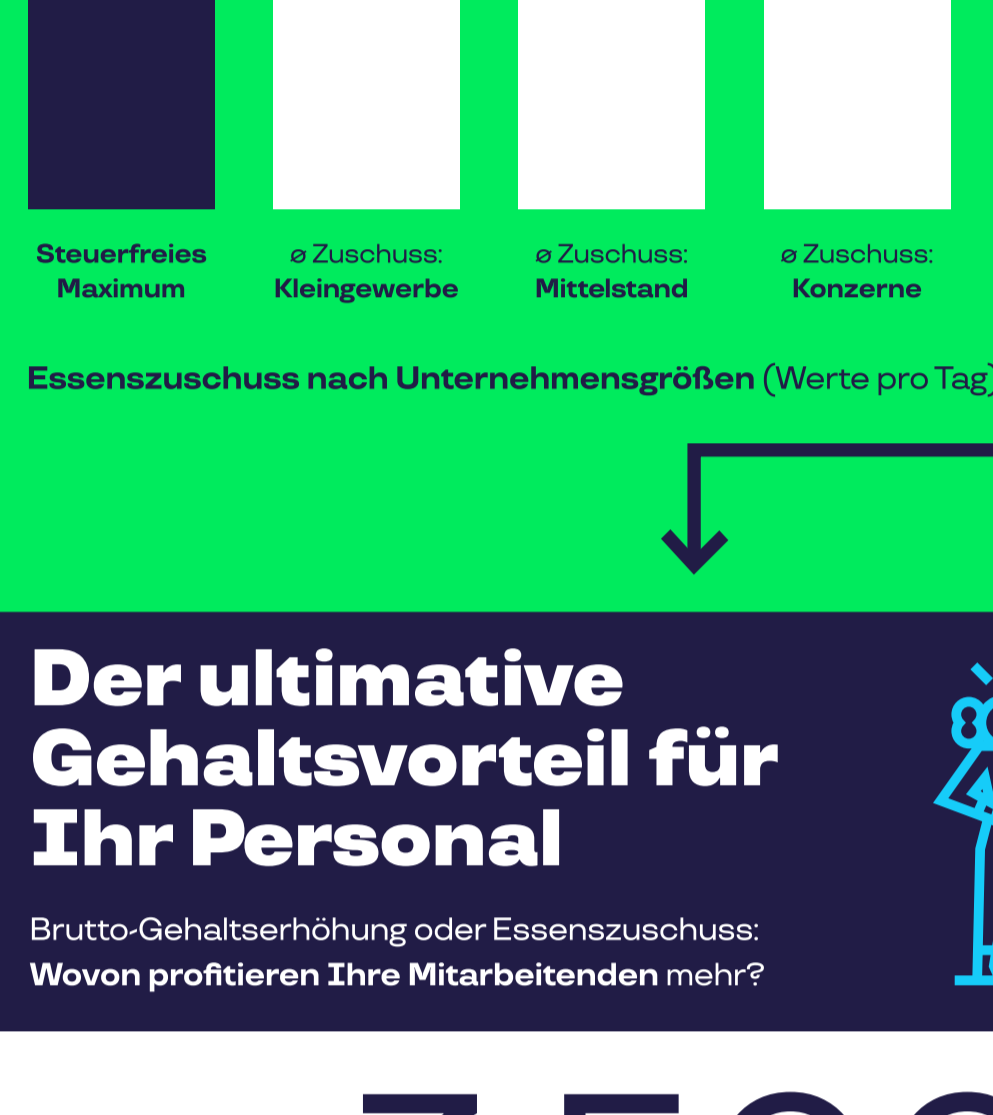 Steuerfreies
Maximum
ø Zuschuss:
Kleingewerbe
ø Zuschuss:
Mittelstand
ø Zuschuss:
Konzerne
Essenszuschuss nach Unternehmensgrößen (Werte pro Tag)
Der ultimative
Gehaltsvorteil für
Ihr Personal
Brutto-Gehaltserhöhung oder Essenszuschuss:
Wovon profitieren Ihre Mitarbeitenden mehr?